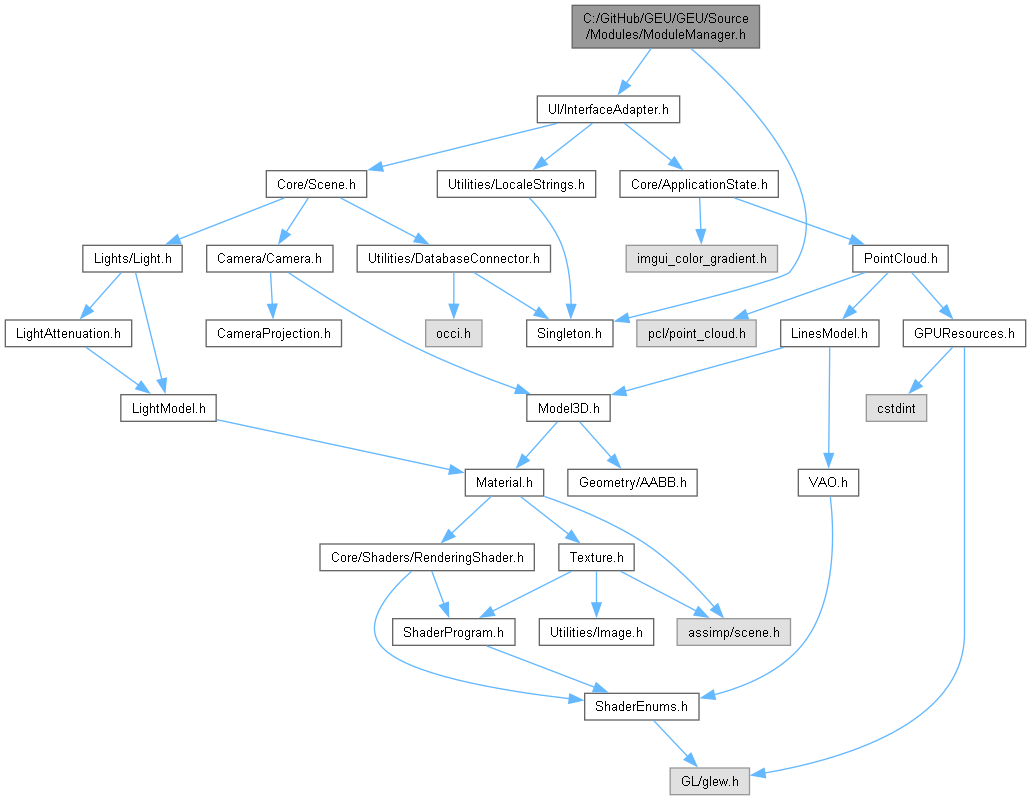 C:/GitHub/GEU/GEU/Source
/Modules/ModuleManager.h
UI/InterfaceAdapter.h
Core/Scene.h
Utilities/LocaleStrings.h
Core/ApplicationState.h
Lights/Light.h
Camera/Camera.h
Utilities/DatabaseConnector.h
imgui_color_gradient.h
PointCloud.h
LightAttenuation.h
CameraProjection.h
occi.h
Singleton.h
pcl/point_cloud.h
LinesModel.h
GPUResources.h
LightModel.h
Model3D.h
cstdint
Material.h
Geometry/AABB.h
VAO.h
Core/Shaders/RenderingShader.h
Texture.h
ShaderProgram.h
Utilities/Image.h
assimp/scene.h
ShaderEnums.h
GL/glew.h